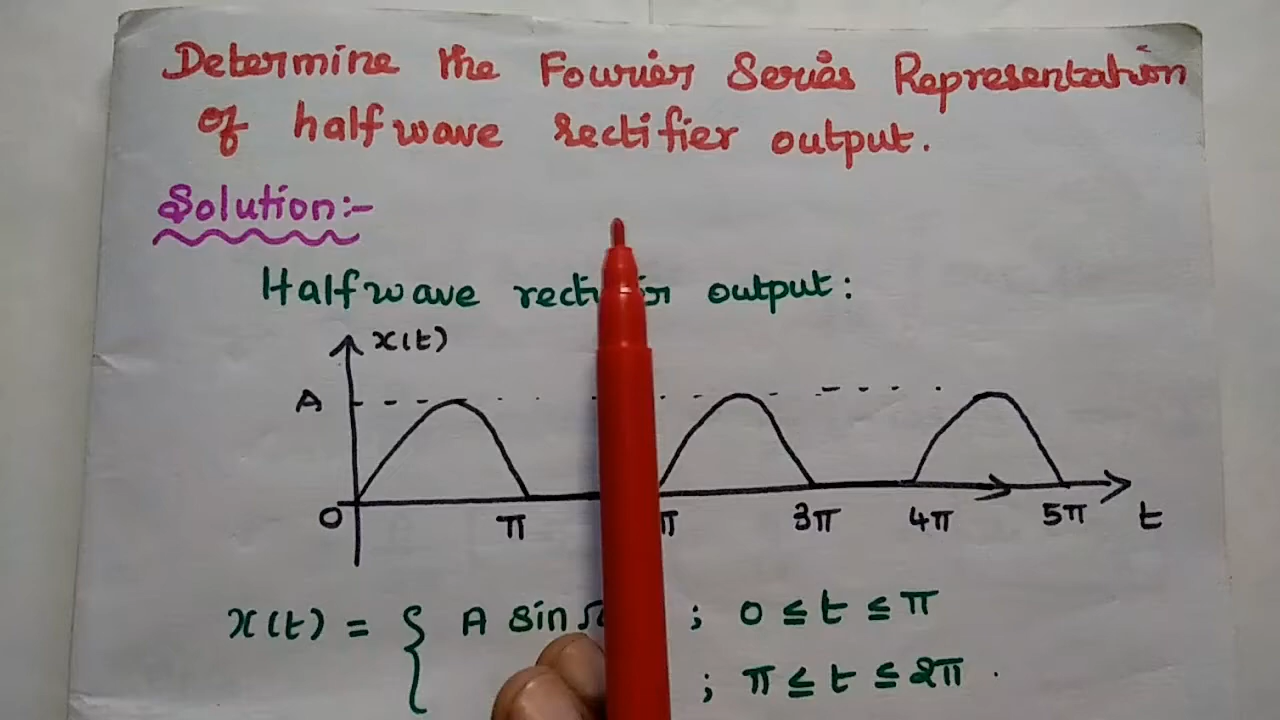 Determine the Fourier Series Representation
of halfwave rectifier output.
Solution:-
Halfwave output:
x(t)
A
0 π π 3π 4π 5π t
x(t) = { A sin ; 0 ≤ t ≤ π
; π ≤ t ≤ 2π .